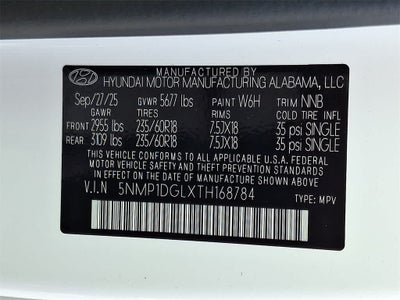 MANUFACTURED BY
HYUNDAI MOTOR MANUFACTURING ALABAMA, LLC
Sep/27/25 GVWR 5677 lbs PAINT W6H TRIM NNB
GAWR TIRES RIMS COLD TIRE INFL
FRONT 2955 lbs 235/60R18 7.5JX18 35 psi SINGLE
REAR 3109 lbs 235/60R18 7.5JX18 35 psi SINGLE
THIS VEHICLE CONFORMS TO ALL APPLICABLE U.S. FEDERAL
MOTOR VEHICLE SAFETY AND THEFT PREVENTION STANDARDS
IN EFFECT ON THE DATE OF MANUFACTURE SHOWN ABOVE.
V.I.N 5NMP1DGLXTH168784
TYPE: MPV